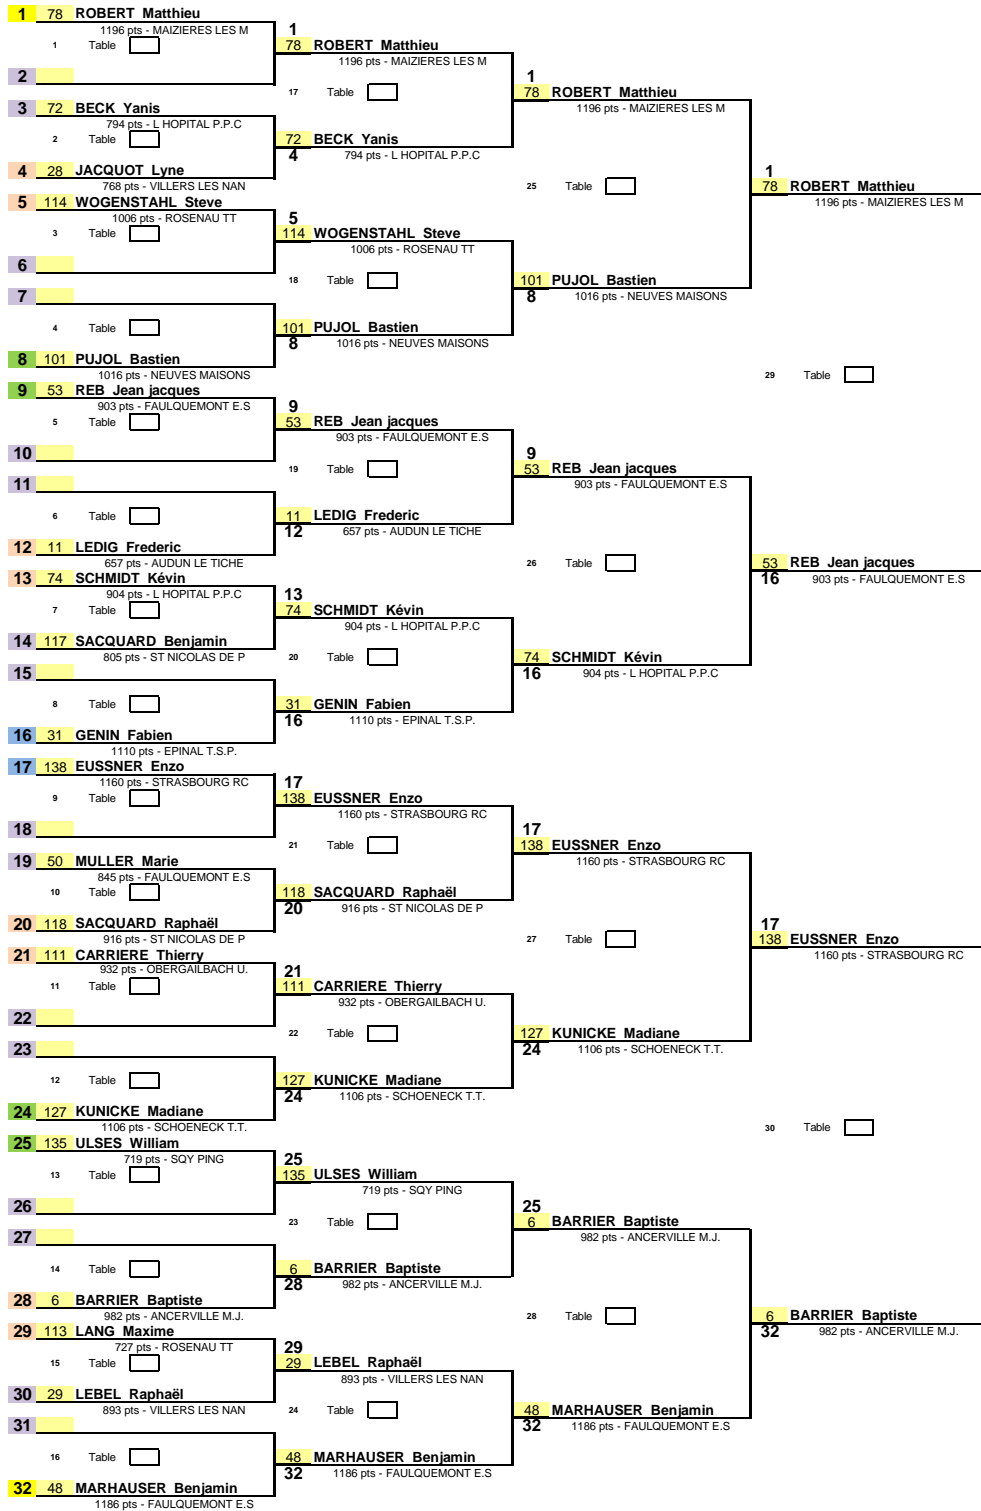 1 78 ROBERT Matthieu
1196 pts - MAIZIERES LES M
1 Table
2
3 72 BECK Yanis
794 pts - L HOPITAL P.P.C
2 Table
4 28 JACQUOT Lyne
768 pts - VILLERS LES NAN
5 114 WOGENSTAHL Steve
1006 pts - ROSENAU TT
3 Table
6
7
4 Table
8 101 PUJOL Bastien
1016 pts - NEUVES MAISONS
9 53 REB Jean jacques
903 pts - FAULQUEMONT E.S
5 Table
10
11
6 Table
12 11 LEDIG Frederic
657 pts - AUDUN LE TICHE
13 74 SCHMIDT Kévin
904 pts - L HOPITAL P.P.C
7 Table
14 117 SACQUARD Benjamin
805 pts - ST NICOLAS DE P
15
8 Table
16 31 GENIN Fabien
1110 pts - EPINAL T.S.P.
17 138 EUSSNER Enzo
1160 pts - STRASBOURG RC
9 Table
18
19 50 MULLER Marie
845 pts - FAULQUEMONT E.S
10 Table
20 118 SACQUARD Raphaël
916 pts - ST NICOLAS DE P
21 111 CARRIERE Thierry
932 pts - OBERGAILBACH U.
11 Table
22
23
12 Table
24 127 KUNICKE Madiane
1106 pts - SCHOENECK T.T.
25 135 ULSES William
719 pts - SQY PING
13 Table
26
27
14 Table
28 6 BARRIER Baptiste
982 pts - ANCERVILLE M.J.
29 113 LANG Maxime
727 pts - ROSENAU TT
15 Table
30 29 LEBEL Raphaël
893 pts - VILLERS LES NAN
31
16 Table
32 48 MARHAUSER Benjamin
1186 pts - FAULQUEMONT E.S
1
78 ROBERT Matthieu
1196 pts - MAIZIERES LES M
17 Table
72 BECK Yanis
4 794 pts - L HOPITAL P.P.C
5
114 WOGENSTAHL Steve
1006 pts - ROSENAU TT
18 Table
101 PUJOL Bastien
8 1016 pts - NEUVES MAISONS
9
53 REB Jean jacques
903 pts - FAULQUEMONT E.S
19 Table
11 LEDIG Frederic
12 657 pts - AUDUN LE TICHE
13
74 SCHMIDT Kévin
904 pts - L HOPITAL P.P.C
20 Table
31 GENIN Fabien
16 1110 pts - EPINAL T.S.P.
17
138 EUSSNER Enzo
1160 pts - STRASBOURG RC
21 Table
118 SACQUARD Raphaël
20 916 pts - ST NICOLAS DE P
21
111 CARRIERE Thierry
932 pts - OBERGAILBACH U.
22 Table
127 KUNICKE Madiane
24 1106 pts - SCHOENECK T.T.
25
135 ULSES William
719 pts - SQY PING
23 Table
6 BARRIER Baptiste
28 982 pts - ANCERVILLE M.J.
29
29 LEBEL Raphaël
893 pts - VILLERS LES NAN
24 Table
48 MARHAUSER Benjamin
32 1186 pts - FAULQUEMONT E.S
1
78 ROBERT Matthieu
1196 pts - MAIZIERES LES M
25 Table
101 PUJOL Bastien
8 1016 pts - NEUVES MAISONS
9
53 REB Jean jacques
903 pts - FAULQUEMONT E.S
26 Table
74 SCHMIDT Kévin
16 904 pts - L HOPITAL P.P.C
17
138 EUSSNER Enzo
1160 pts - STRASBOURG RC
27 Table
127 KUNICKE Madiane
24 1106 pts - SCHOENECK T.T.
25
6 BARRIER Baptiste
982 pts - ANCERVILLE M.J.
28 Table
48 MARHAUSER Benjamin
32 1186 pts - FAULQUEMONT E.S
1
78 ROBERT Matthieu
1196 pts - MAIZIERES LES M
29 Table
53 REB Jean jacques
16 903 pts - FAULQUEMONT E.S
17
138 EUSSNER Enzo
1160 pts - STRASBOURG RC
30 Table
6 BARRIER Baptiste
32 982 pts - ANCERVILLE M.J.